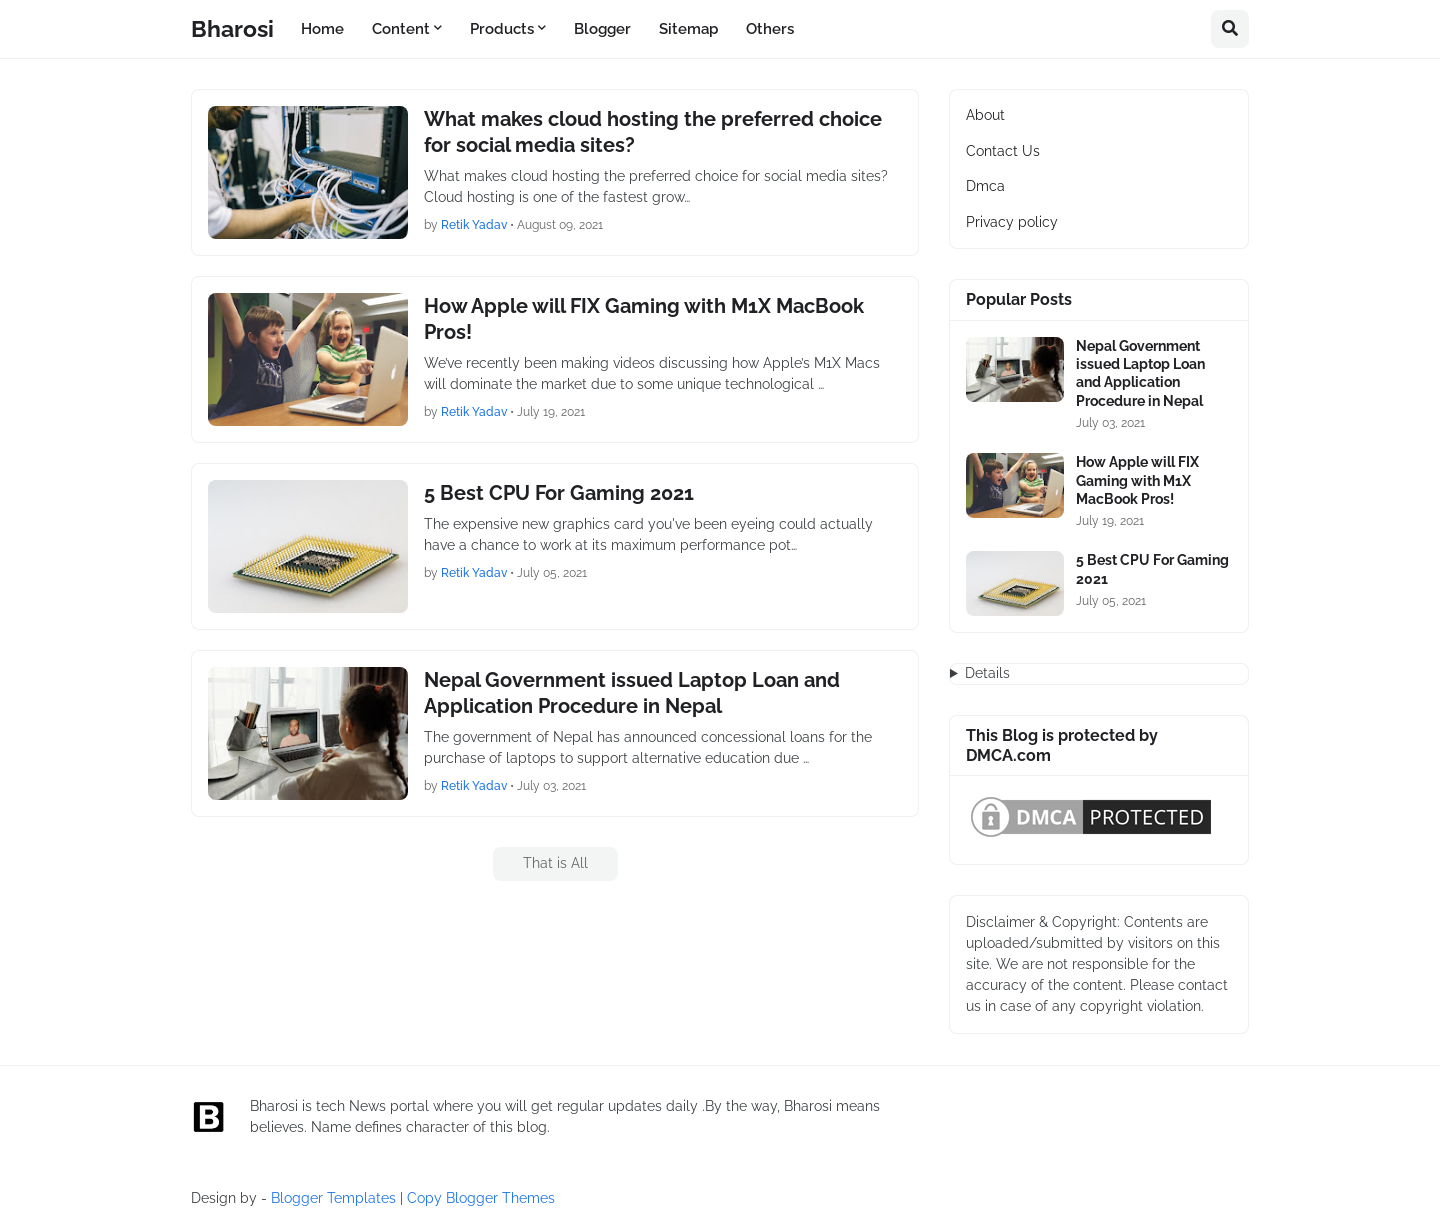 Bharosi
Home
Content
Products
Blogger
Sitemap
Others
What makes cloud hosting the preferred choice
for social media sites?
What makes cloud hosting the preferred choice for social media sites?
Cloud hosting is one of the fastest grow…
by Retik Yadav • August 09, 2021
How Apple will FIX Gaming with M1X MacBook
Pros!
We've recently been making videos discussing how Apple's M1X Macs
will dominate the market due to some unique technological …
by Retik Yadav • July 19, 2021
5 Best CPU For Gaming 2021
The expensive new graphics card you've been eyeing could actually
have a chance to work at its maximum performance pot…
by Retik Yadav • July 05, 2021
Nepal Government issued Laptop Loan and
Application Procedure in Nepal
The government of Nepal has announced concessional loans for the
purchase of laptops to support alternative education due …
by Retik Yadav • July 03, 2021
That is All
About
Contact Us
Dmca
Privacy policy
Popular Posts
Nepal Government
issued Laptop Loan
and Application
Procedure in Nepal
July 03, 2021
How Apple will FIX
Gaming with M1X
MacBook Pros!
July 19, 2021
5 Best CPU For Gaming
2021
July 05, 2021
Details
This Blog is protected by
DMCA.com
DMCA PROTECTED
Disclaimer & Copyright: Contents are
uploaded/submitted by visitors on this
site. We are not responsible for the
accuracy of the content. Please contact
us in case of any copyright violation.
B
Bharosi is tech News portal where you will get regular updates daily .By the way, Bharosi means
believes. Name defines character of this blog.
Design by - Blogger Templates | Copy Blogger Themes